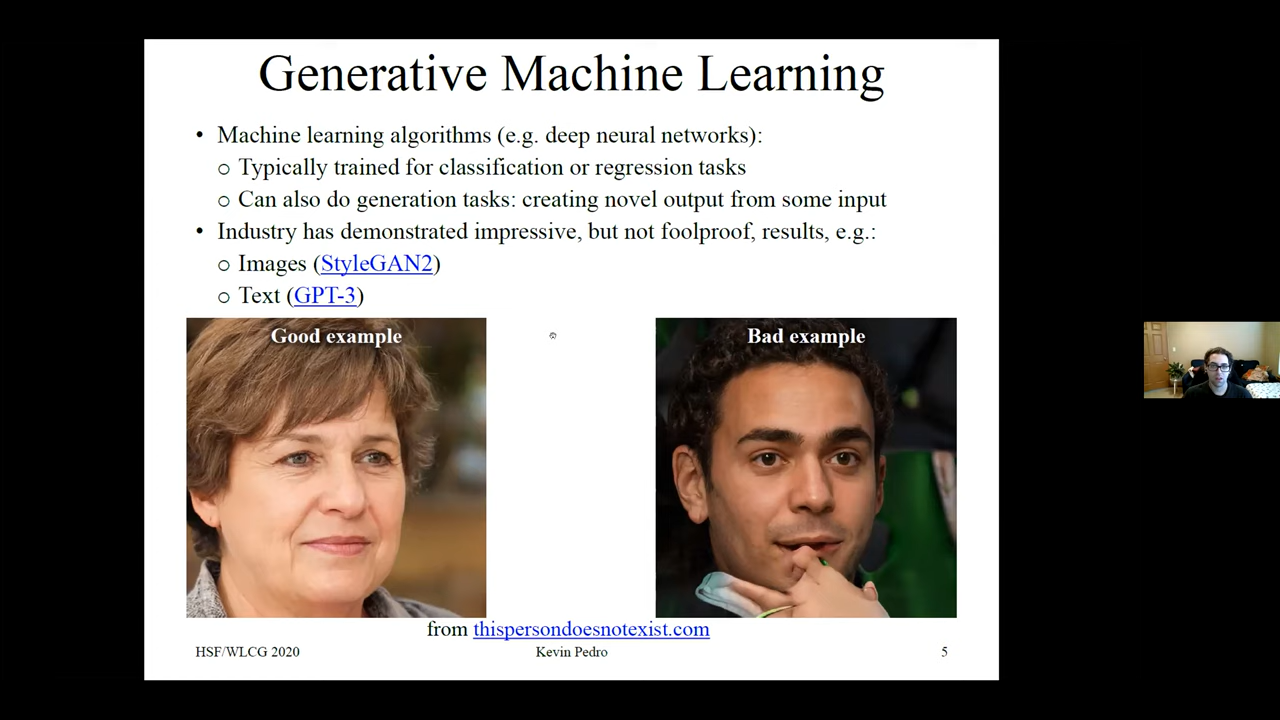 Generative Machine Learning
• Machine learning algorithms (e.g. deep neural networks):
o Typically trained for classification or regression tasks
o Can also do generation tasks: creating novel output from some input
• Industry has demonstrated impressive, but not foolproof, results, e.g.:
o Images (StyleGAN2)
o Text (GPT-3)
Good example
Bad example
from thispersondoesnotexist.com
HSF/WLCG 2020
Kevin Pedro
5